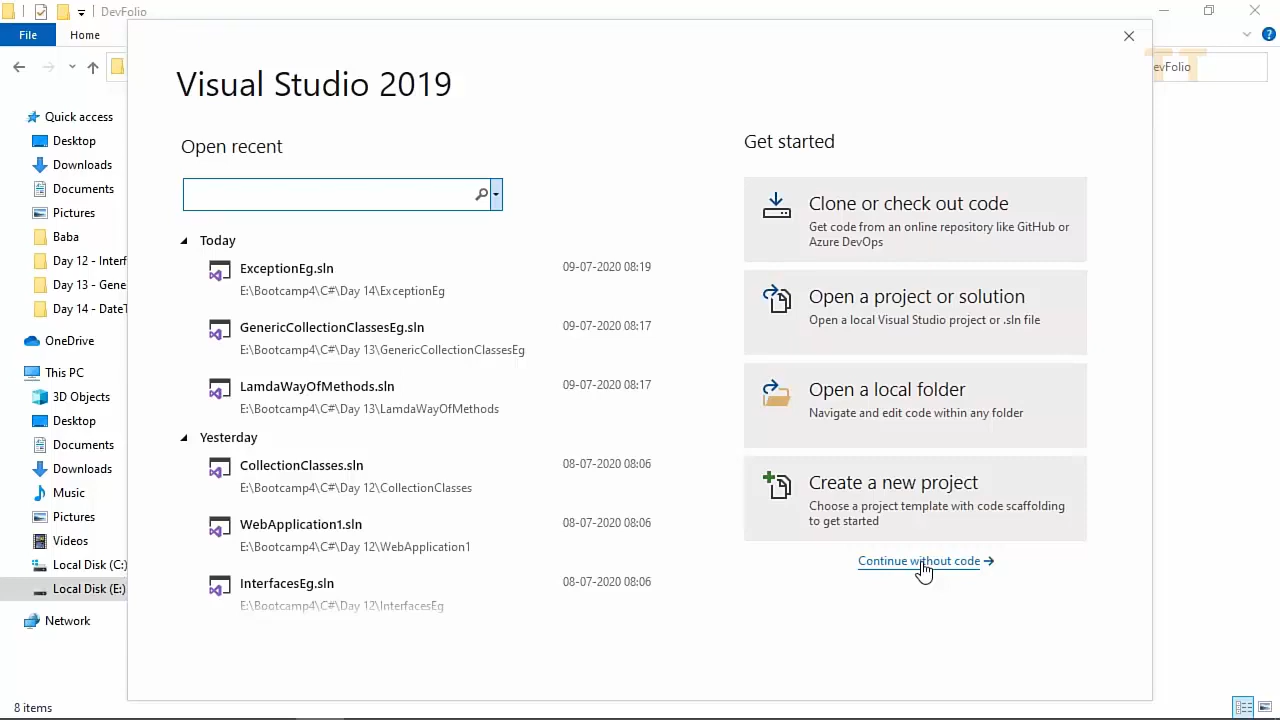 DevFolio
File
Home
evFolio
TT
Quick access
Desktop
Downloads
Documents
Pictures
Baba
Day 12 - Interf
Day 13 - Gene
Day 14 - DateT
OneDrive
This PC
3D Objects
Desktop
Documents
Downloads
Music
Pictures
Videos
Local Disk (C:)
Local Disk (E:)
Network
8 items
Visual Studio 2019
Open recent
Today
ExceptionEg.sln 09-07-2020 08:19
E:\Bootcamp4\C#\Day 14\ExceptionEg
GenericCollectionClassesEg.sln 09-07-2020 08:17
E:\Bootcamp4\C#\Day 13\GenericCollectionClassesEg
LamdaWayOfMethods.sln 09-07-2020 08:17
E:\Bootcamp4\C#\Day 13\LamdaWayOfMethods
Yesterday
CollectionClasses.sln 08-07-2020 08:06
E:\Bootcamp4\C#\Day 12\CollectionClasses
WebApplication1.sln 08-07-2020 08:06
E:\Bootcamp4\C#\Day 12\WebApplication1
InterfacesEg.sln 08-07-2020 08:06
E:\Bootcamp4\C#\Day 12\InterfacesEg
Get started
Clone or check out code
Get code from an online repository like GitHub or
Azure DevOps
Open a project or solution
Open a local Visual Studio project or .sln file
Open a local folder
Navigate and edit code within any folder
Create a new project
Choose a project template with code scaffolding
to get started
Continue without code